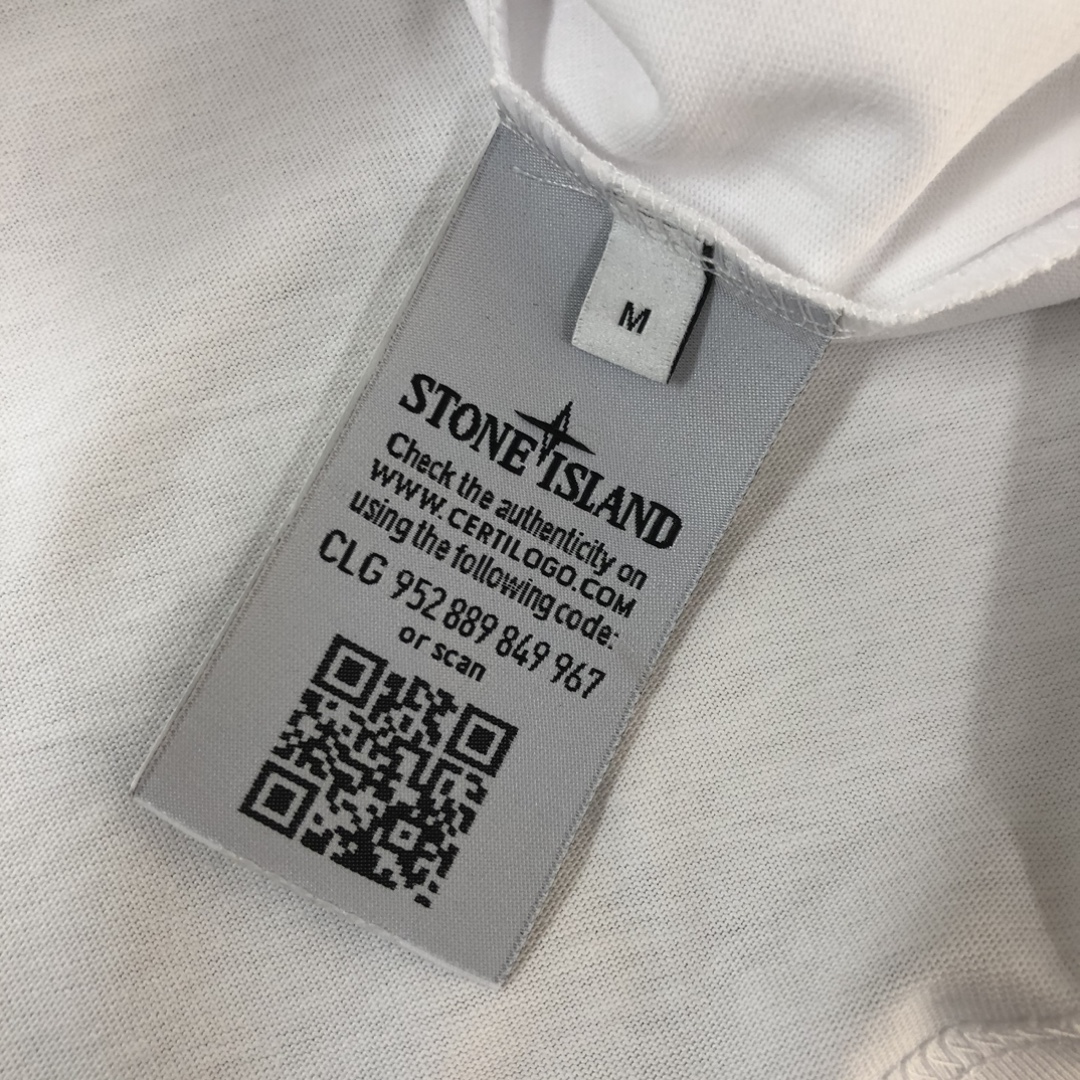 M
STONE ISLAND
Check the authenticity on
WWW.CERTILOGO.COM
using the following code:
CLG 952 889 849 967
or scan